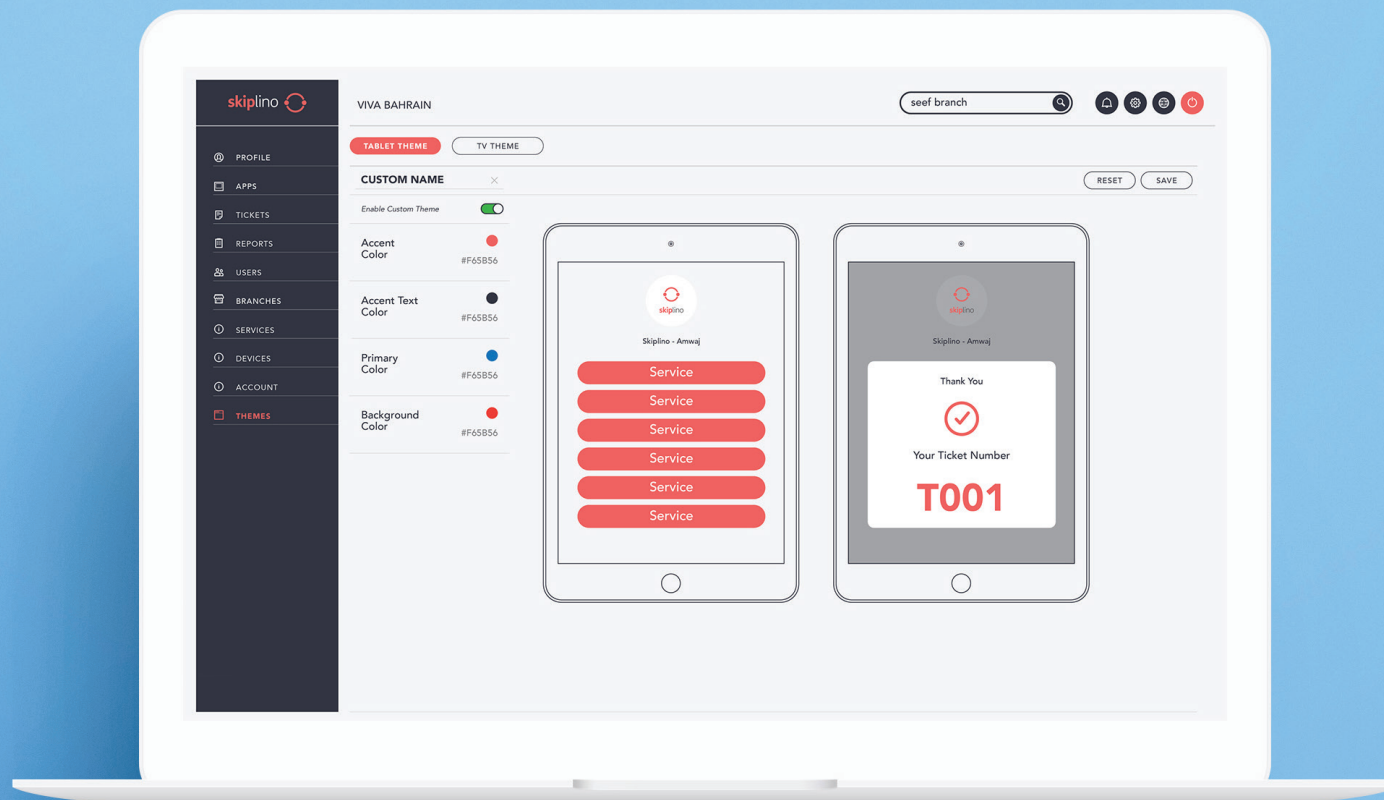 skiplino
VIVA BAHRAIN
seef branch
PROFILE
APPS
TICKETS
REPORTS
USERS
BRANCHES
SERVICES
DEVICES
ACCOUNT
THEMES
TABLET THEME
TV THEME
CUSTOM NAME
RESET
SAVE
Enable Custom Theme
Accent
Color
#F65B56
Accent Text
Color
#F65B56
Primary
Color
#F65B56
Background
Color
#F65B56
skiplino
Skiplino - Amwaj
Service
Service
Service
Service
Service
Service
skiplino
Skiplino - Amwaj
Thank You
Your Ticket Number
T001